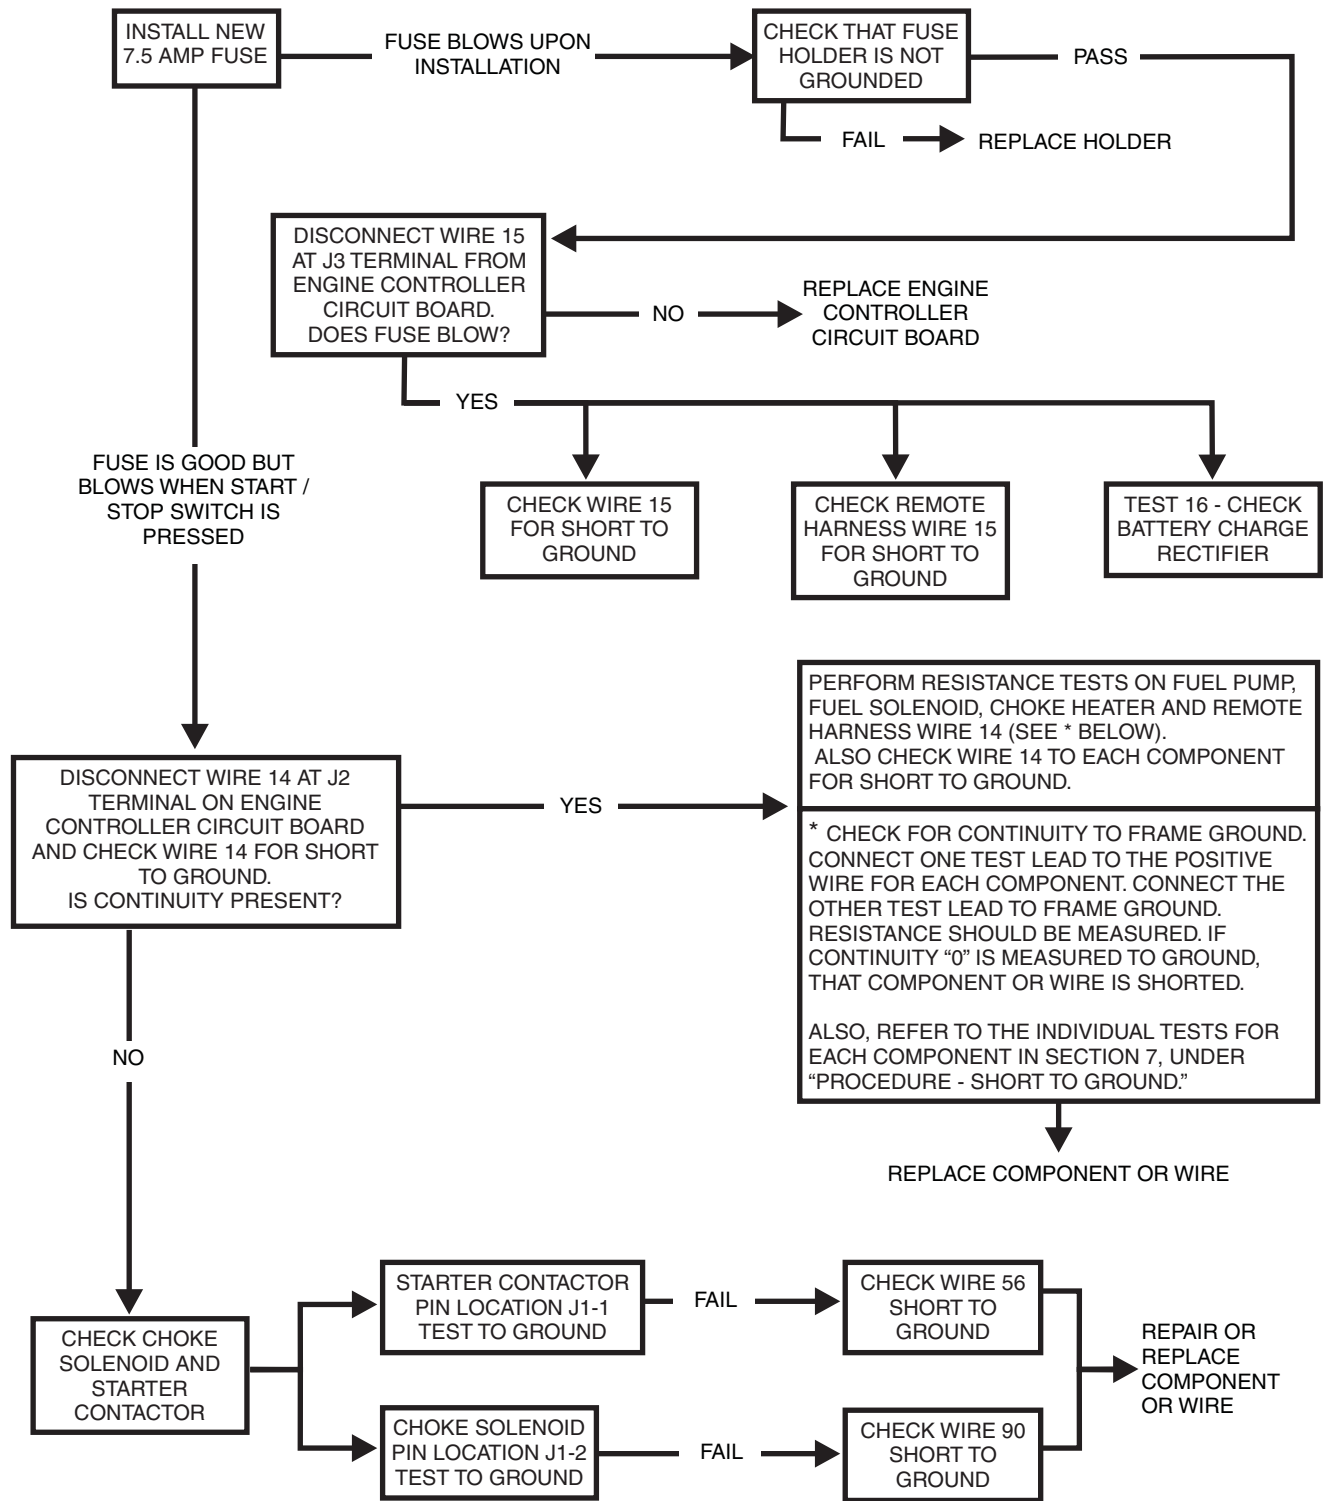 INSTALL NEW
7.5 AMP FUSE
FUSE BLOWS UPON
INSTALLATION
CHECK THAT FUSE
HOLDER IS NOT
GROUNDED
PASS
FAIL
REPLACE HOLDER
DISCONNECT WIRE 15
AT J3 TERMINAL FROM
ENGINE CONTROLLER
CIRCUIT BOARD.
DOES FUSE BLOW?
NO
REPLACE ENGINE
CONTROLLER
CIRCUIT BOARD
YES
FUSE IS GOOD BUT
BLOWS WHEN START /
STOP SWITCH IS
PRESSED
CHECK WIRE 15
FOR SHORT TO
GROUND
CHECK REMOTE
HARNESS WIRE 15
FOR SHORT TO
GROUND
TEST 16 - CHECK
BATTERY CHARGE
RECTIFIER
DISCONNECT WIRE 14 AT J2
TERMINAL ON ENGINE
CONTROLLER CIRCUIT BOARD
AND CHECK WIRE 14 FOR SHORT
TO GROUND.
IS CONTINUITY PRESENT?
YES
PERFORM RESISTANCE TESTS ON FUEL PUMP,
FUEL SOLENOID, CHOKE HEATER AND REMOTE
HARNESS WIRE 14 (SEE * BELOW).
ALSO CHECK WIRE 14 TO EACH COMPONENT
FOR SHORT TO GROUND.
* CHECK FOR CONTINUITY TO FRAME GROUND.
CONNECT ONE TEST LEAD TO THE POSITIVE
WIRE FOR EACH COMPONENT. CONNECT THE
OTHER TEST LEAD TO FRAME GROUND.
RESISTANCE SHOULD BE MEASURED. IF
CONTINUITY “0” IS MEASURED TO GROUND,
THAT COMPONENT OR WIRE IS SHORTED.
ALSO, REFER TO THE INDIVIDUAL TESTS FOR
EACH COMPONENT IN SECTION 7, UNDER
“PROCEDURE - SHORT TO GROUND.”
REPLACE COMPONENT OR WIRE
NO
CHECK CHOKE
SOLENOID AND
STARTER
CONTACTOR
STARTER CONTACTOR
PIN LOCATION J1-1
TEST TO GROUND
FAIL
CHECK WIRE 56
SHORT TO
GROUND
CHOKE SOLENOID
PIN LOCATION J1-2
TEST TO GROUND
FAIL
CHECK WIRE 90
SHORT TO
GROUND
REPAIR OR
REPLACE
COMPONENT
OR WIRE